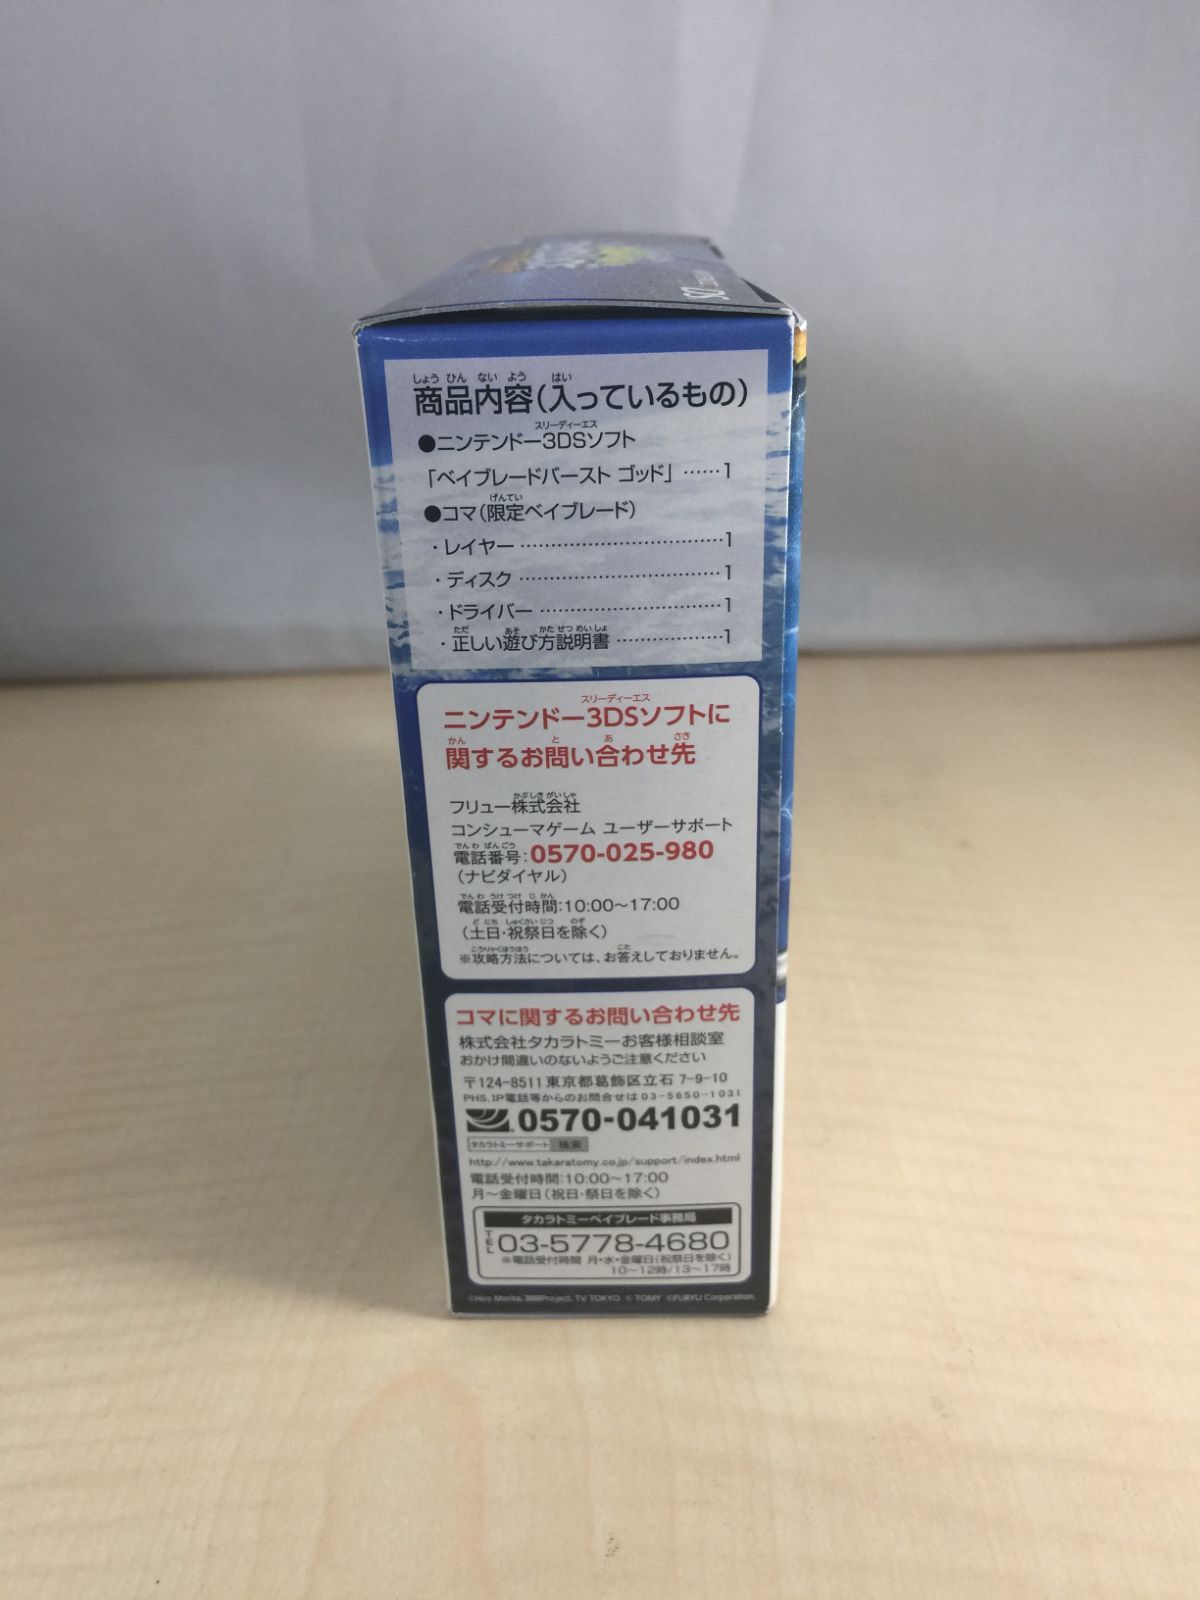 商品内容(入っているもの)
●ニンテンドー3DSソフト
「ベイブレードバースト ゴッド」……1
●コマ(限定ベイブレード)
・レイヤー……………………………1
・ディスク……………………………1
・ドライバー…………………………1
・正しい遊び方説明書………………1
ニンテンドー3DSソフトに
関するお問い合わせ先
フリュー株式会社
コンシューマゲーム ユーザーサポート
電話番号:0570-025-980
(ナビダイヤル)
電話受付時間:10:00〜17:00
(土日・祝祭日を除く)
※攻略方法については、お答えしておりません。
コマに関するお問い合わせ先
株式会社タカラトミーお客様相談室
おかけ間違いのないようご注意ください
〒124-8511 東京都葛飾区立石 7-9-10
PHS、IP電話等からのお問合せは 03-5650-1031
0570-041031
タカラトミーサポート 検索
http://www.takaratomy.co.jp/support/index.html
電話受付時間:10:00〜17:00
月〜金曜日(祝日・祭日を除く)
タカラトミーベイブレード事務局
TEL 03-5778-4680
※電話受付時間 月・水・金曜日(祝祭日を除く)
10〜12時/13〜17時
©Hiro Morita, BBBProject, TV TOKYO © TOMY ©FURYU Corporation.